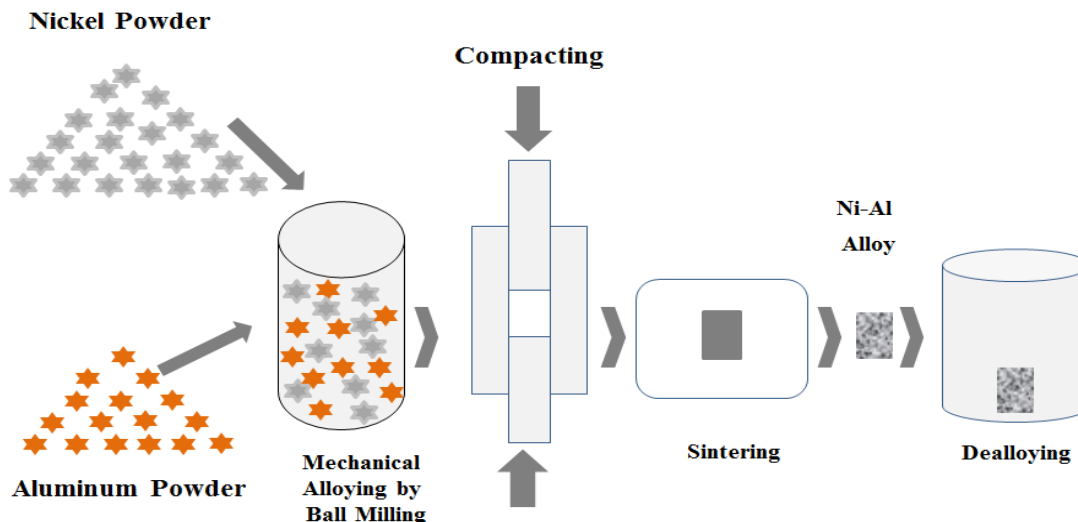 Nickel Powder
Compacting
Ni-Al
Alloy
Aluminum Powder
Mechanical
Alloying by
Ball Milling
Sintering
Dealloying